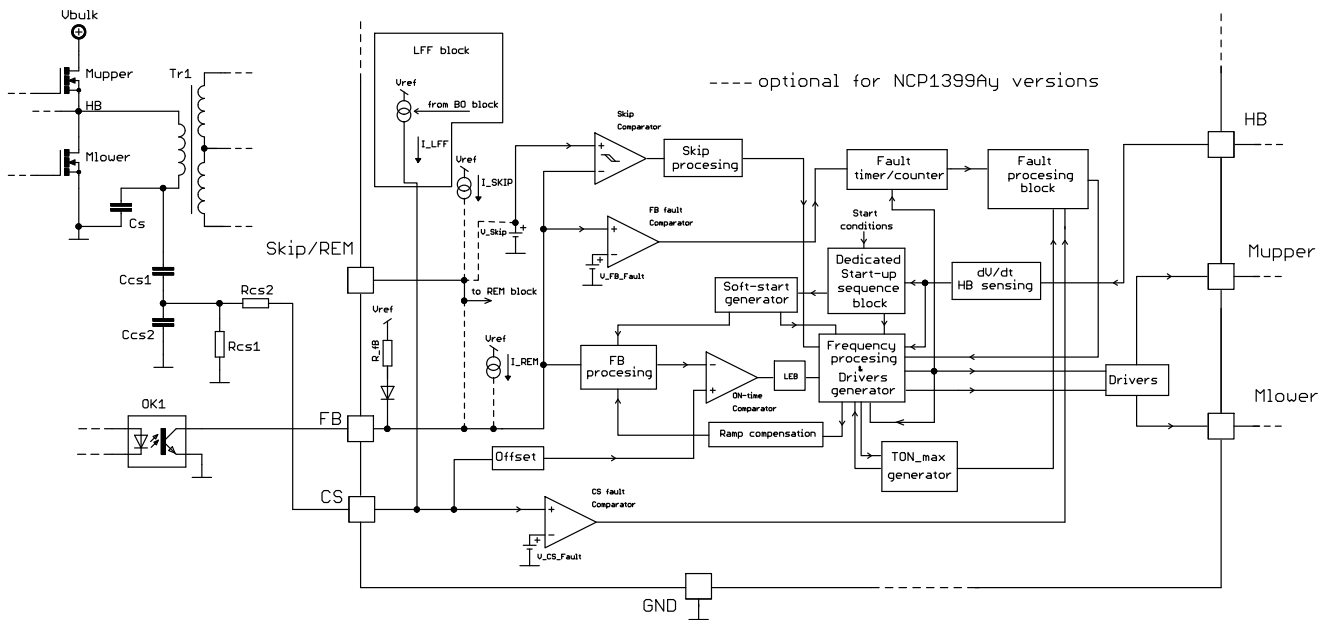 Vbulk
Mupper
Tr1
HB
Mlower
Cs
Ccs1
Rcs2
Ccs2
Rcs1
OK1
Skip/REM
FB
CS
GND
LFF block
Vref
from BO block
I_LFF
Vref
I_SKIP
V_Skip
to REM block
Vref
R_fB
Vref
I_REM
---- optional for NCP1399Ay versions
Skip
Comparator
Skip
procesing
FB fault
Comparator
V_FB_Fault
Fault
timer/counter
Fault
procesing
block
Start
conditions
Dedicated
Start-up
sequence
block
dV/dt
HB sensing
Soft-start
generator
FB
procesing
ON-time
Comparator
LEB
Frequency
procesing
&
Drivers
generator
Drivers
Ramp compensation
TON_max
generator
Offset
CS fault
Comparator
V_CS_Fault
HB
Mupper
Mlower